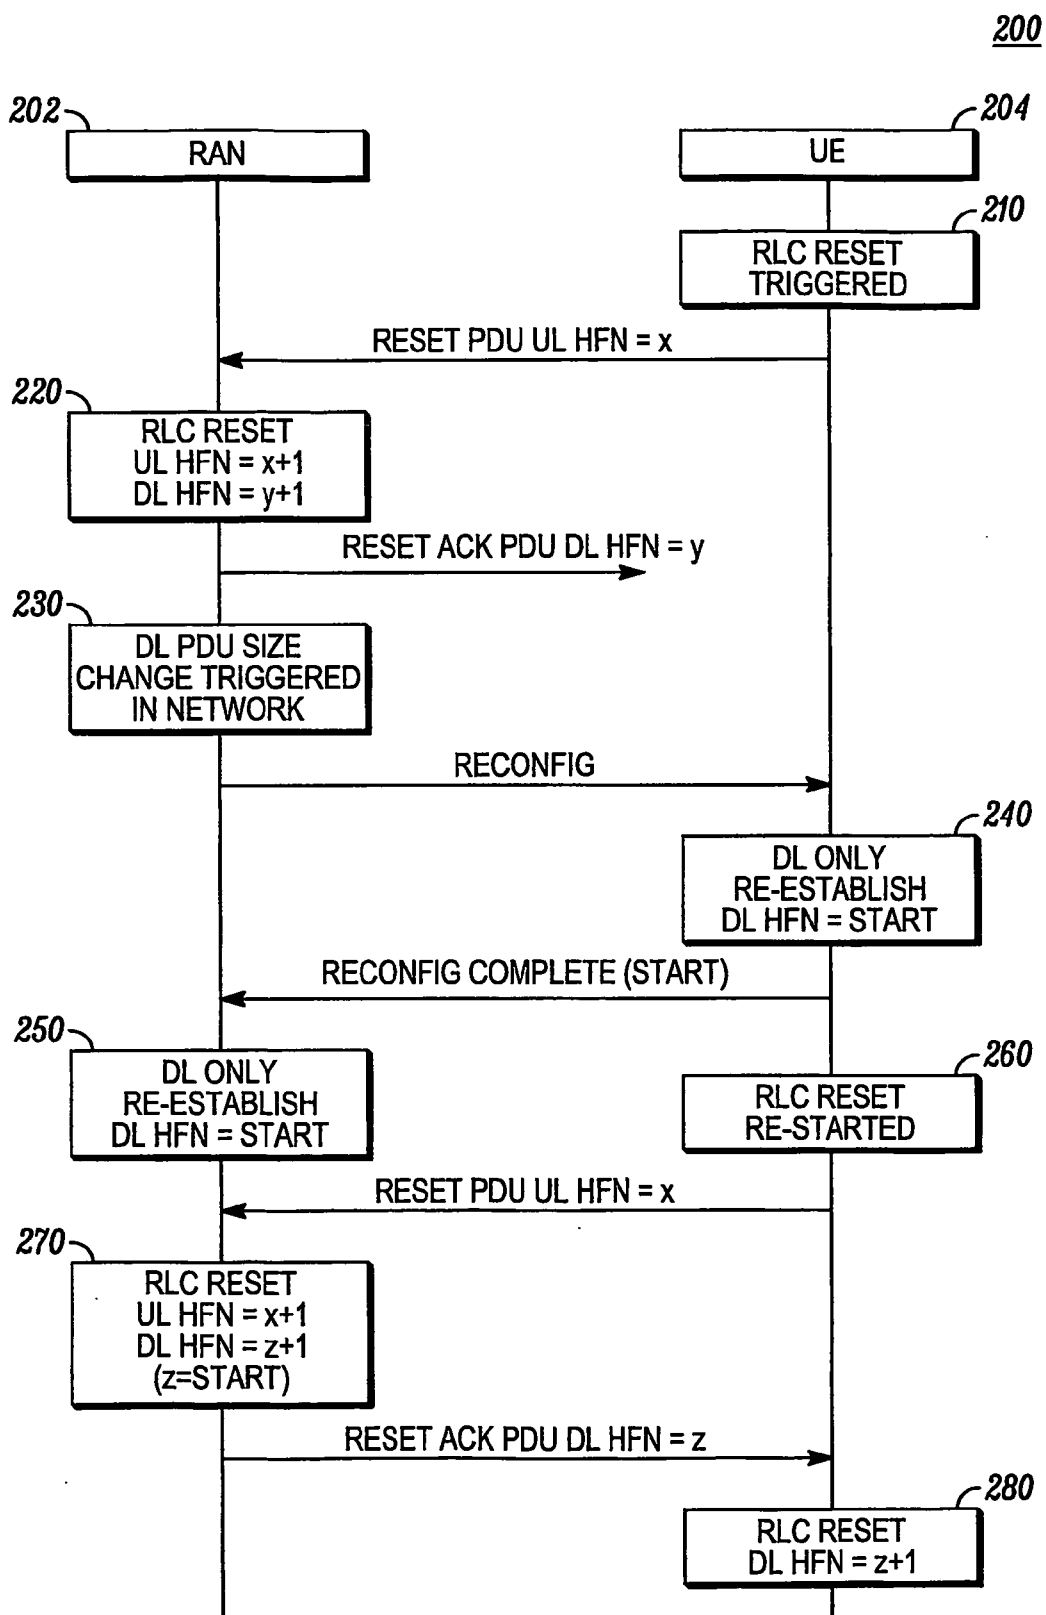 200
202
RAN
204
UE
210
RLC RESET
TRIGGERED
RESET PDU UL HFN = x
220
RLC RESET
UL HFN = x+1
DL HFN = y+1
RESET ACK PDU DL HFN = y
230
DL PDU SIZE
CHANGE TRIGGERED
IN NETWORK
RECONFIG
240
DL ONLY
RE-ESTABLISH
DL HFN = START
RECONFIG COMPLETE (START)
250
DL ONLY
RE-ESTABLISH
DL HFN = START
260
RLC RESET
RE-STARTED
RESET PDU UL HFN = x
270
RLC RESET
UL HFN = x+1
DL HFN = z+1
(z=START)
RESET ACK PDU DL HFN = z
280
RLC RESET
DL HFN = z+1